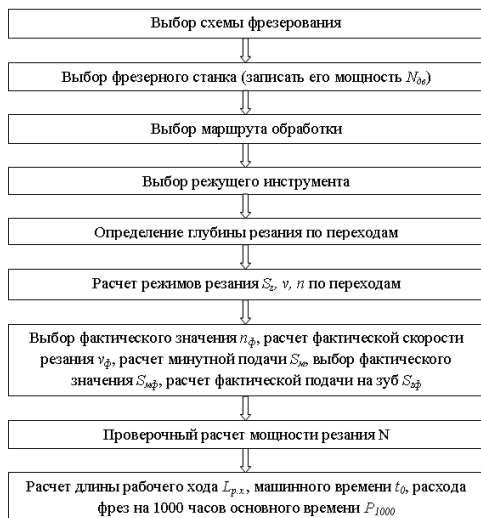 Выбор схемы фрезерования
Выбор фрезерного станка (записать его мощность Nдв)
Выбор маршрута обработки
Выбор режущего инструмента
Определение глубины резания по переходам
Расчет режимов резания Sz, v, n по переходам
Выбор фактического значения nф, расчет фактической скорости
резания vф, расчет минутной подачи Sм, выбор фактического
значения Sмф, расчет фактической подачи на зуб Szф
Проверочный расчет мощности резания N
Расчет длины рабочего хода Lр.х., машинного времени t0, расхода
фрез на 1000 часов основного времени P1000